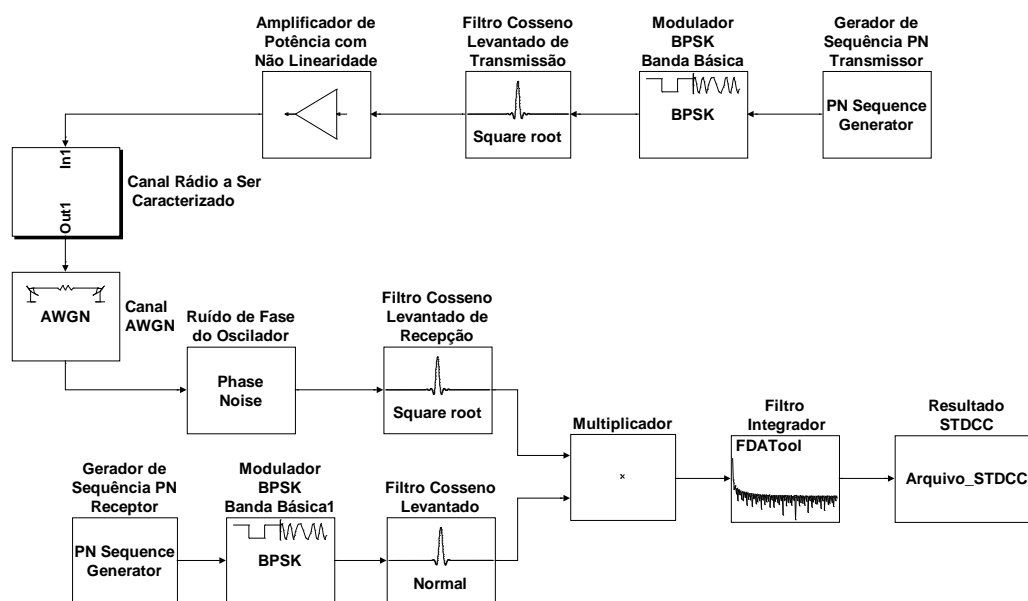 Amplificador de
Potência com
Não Linearidade
Filtro Cosseno
Levantado de
Transmissão
Square root
Modulador
BPSK
Banda Básica
BPSK
Gerador de
Sequência PN
Transmissor
PN Sequence
Generator
In1
Out1
Canal Rádio a Ser
Caracterizado
AWGN
Canal
AWGN
Ruído de Fase
do Oscilador
Phase
Noise
Filtro Cosseno
Levantado de
Recepção
Square root
Multiplicador
×
Filtro
Integrador
FDATool
Resultado
STDCC
Arquivo_STDCC
Gerador de
Sequência PN
Receptor
PN Sequence
Generator
Modulador
BPSK
Banda Básica1
BPSK
Filtro Cosseno
Levantado
Normal